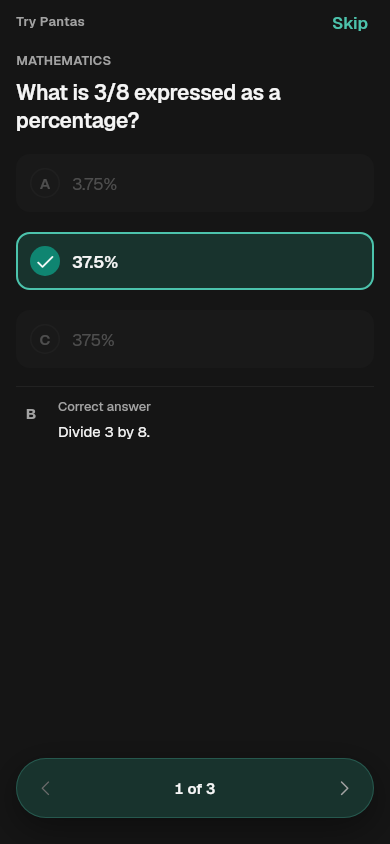 Try Pantas
Skip
MATHEMATICS
What is 3/8 expressed as a
percentage?
A
3.75%
37.5%
C
375%
B
Correct answer
Divide 3 by 8.
1 of 3